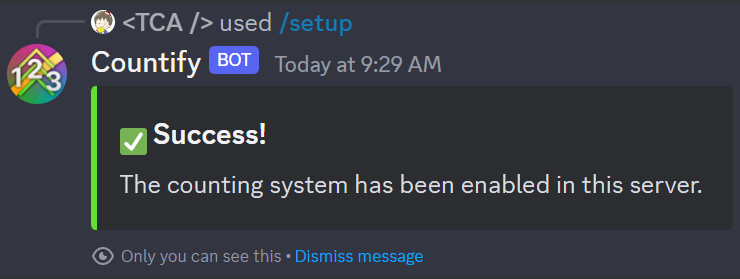 <TCA /> used /setup
Countify BOT Today at 9:29 AM
123
Success!
The counting system has been enabled in this server.
Only you can see this • Dismiss message